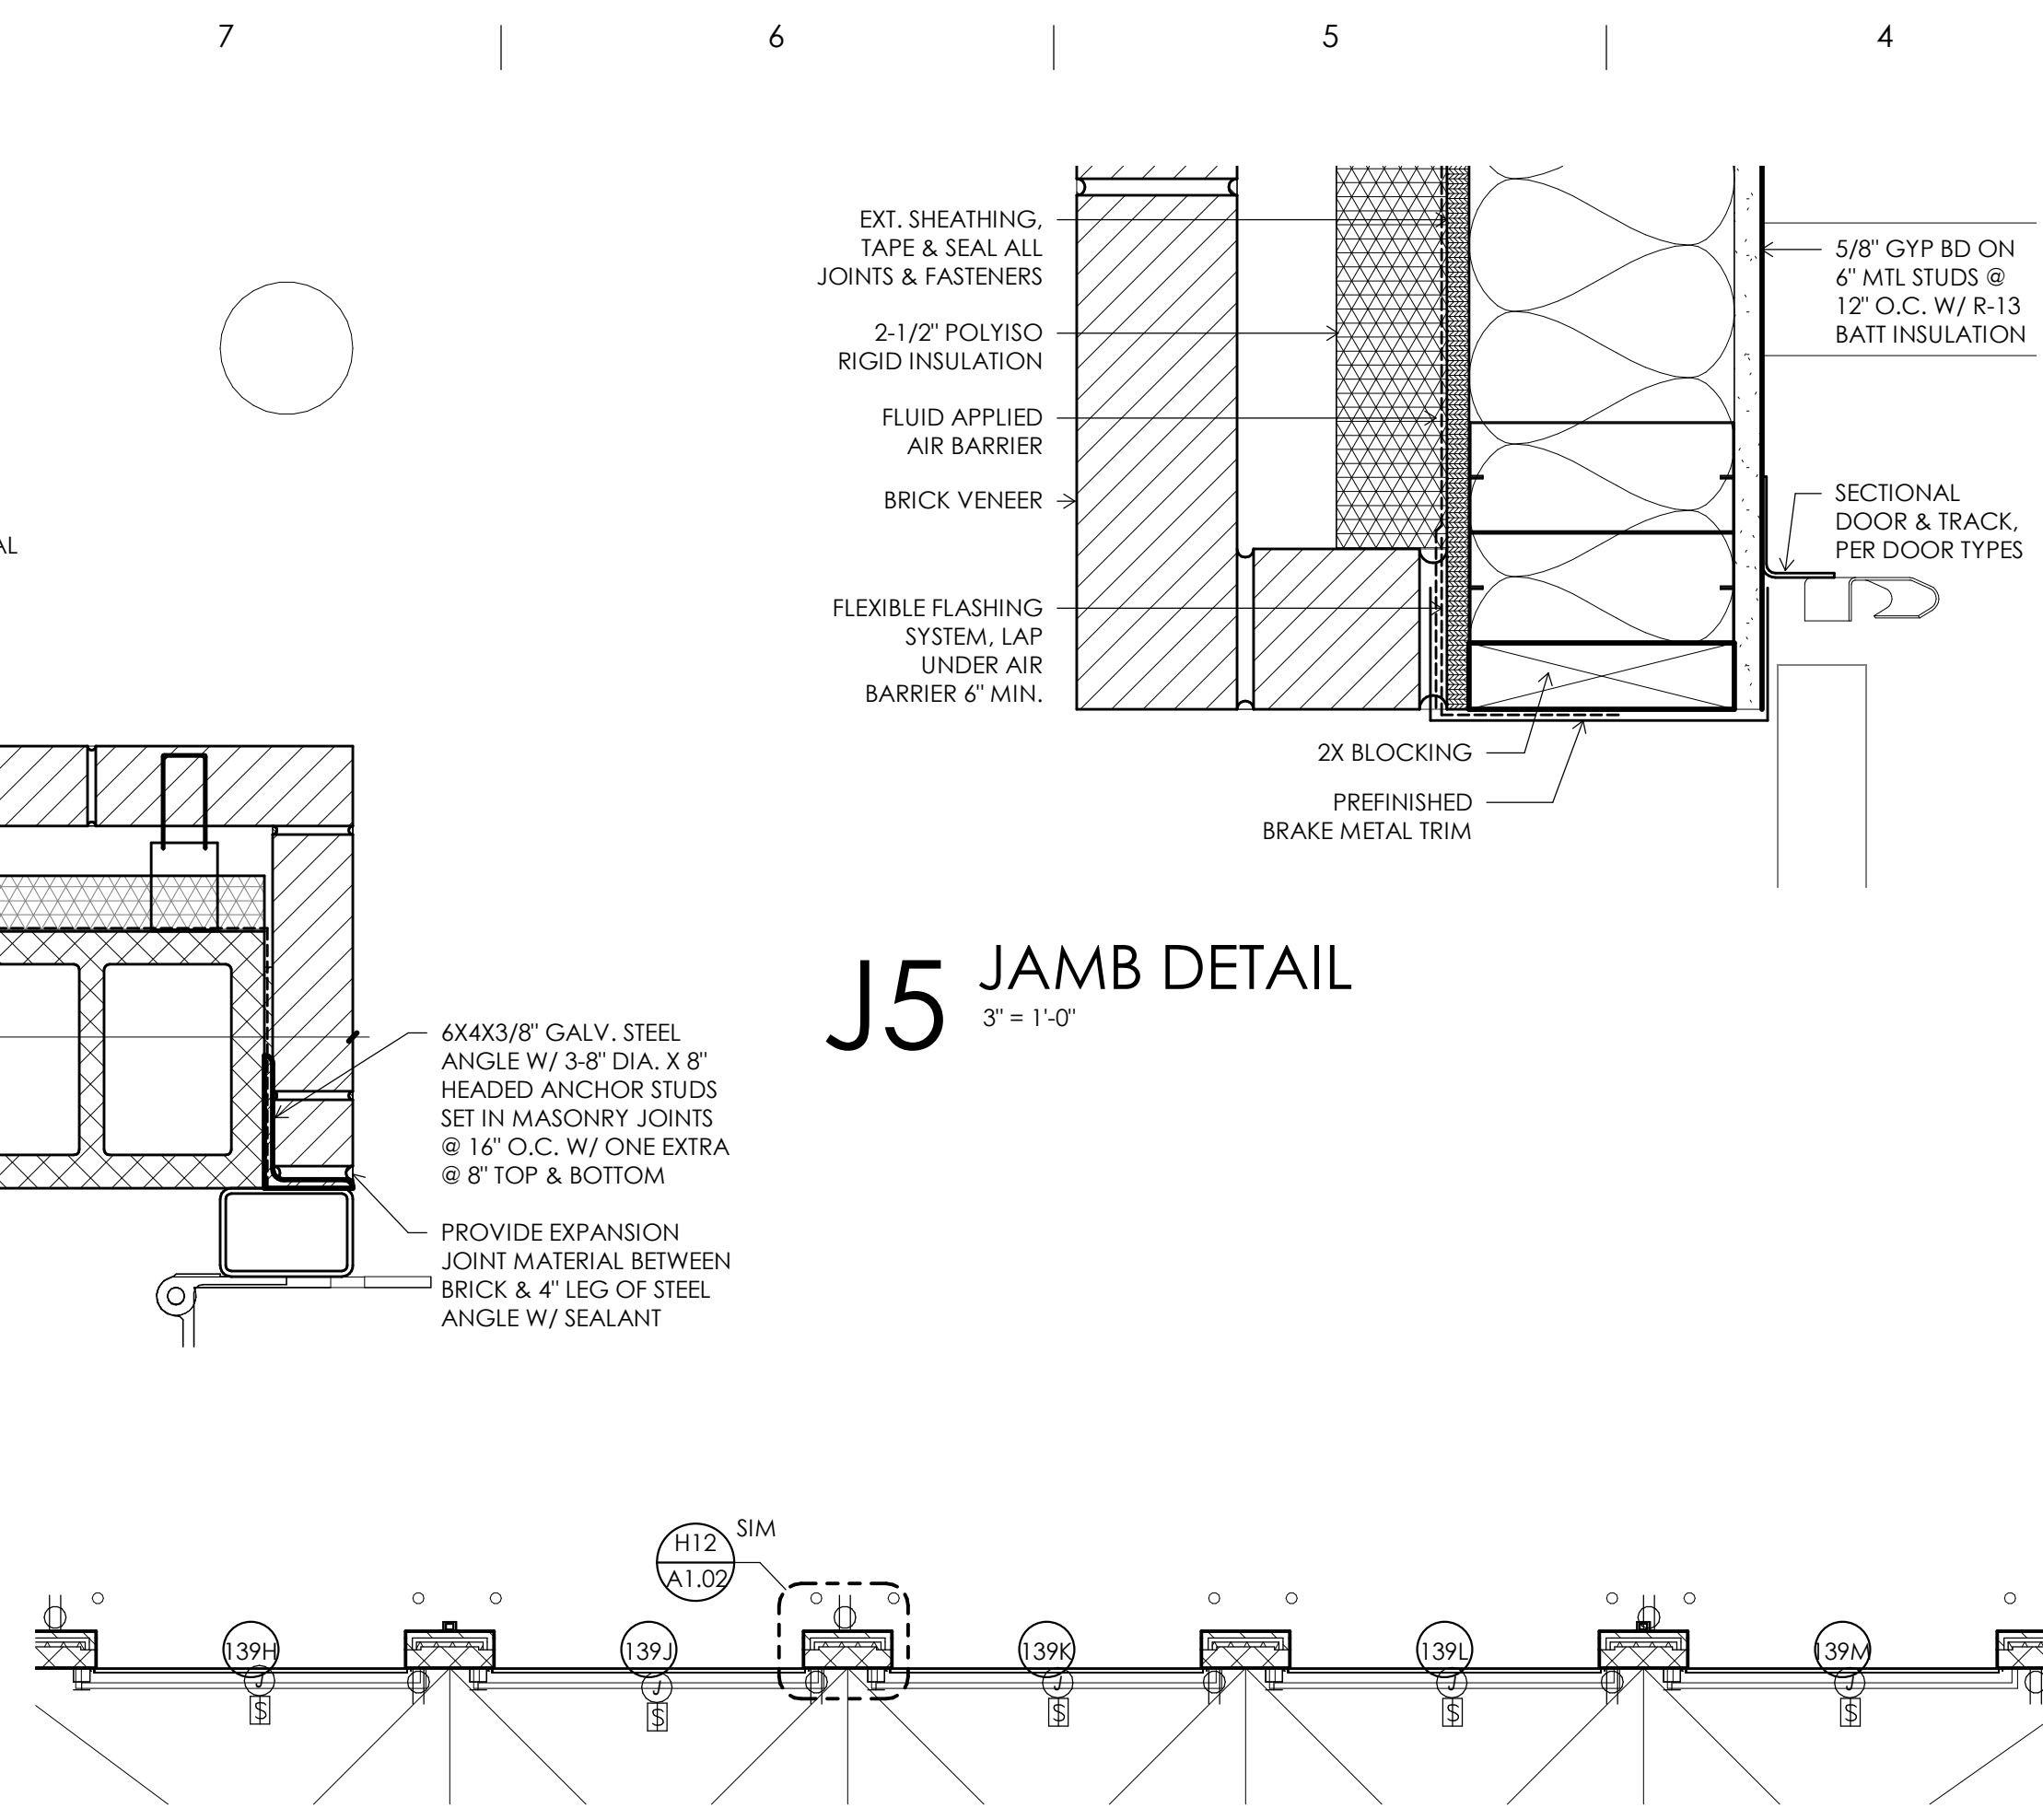 7
6
5
4
EXT. SHEATHING,
TAPE & SEAL ALL
JOINTS & FASTENERS
2-1/2" POLYISO
RIGID INSULATION
FLUID APPLIED
AIR BARRIER
BRICK VENEER
FLEXIBLE FLASHING
SYSTEM, LAP
UNDER AIR
BARRIER 6" MIN.
5/8" GYP BD ON
6" MTL STUDS @
12" O.C. W/ R-13
BATT INSULATION
SECTIONAL
DOOR & TRACK,
PER DOOR TYPES
AL
2X BLOCKING
PREFINISHED
BRAKE METAL TRIM
J5
JAMB DETAIL
3" = 1'-0"
6X4X3/8" GALV. STEEL
ANGLE W/ 3-8" DIA. X 8"
HEADED ANCHOR STUDS
SET IN MASONRY JOINTS
@ 16" O.C. W/ ONE EXTRA
@ 8" TOP & BOTTOM
PROVIDE EXPANSION
JOINT MATERIAL BETWEEN
BRICK & 4" LEG OF STEEL
ANGLE W/ SEALANT
H12
A1.02
SIM
139H
139J
139K
139L
139M
J
J
J
J
J
$
$
$
$
$